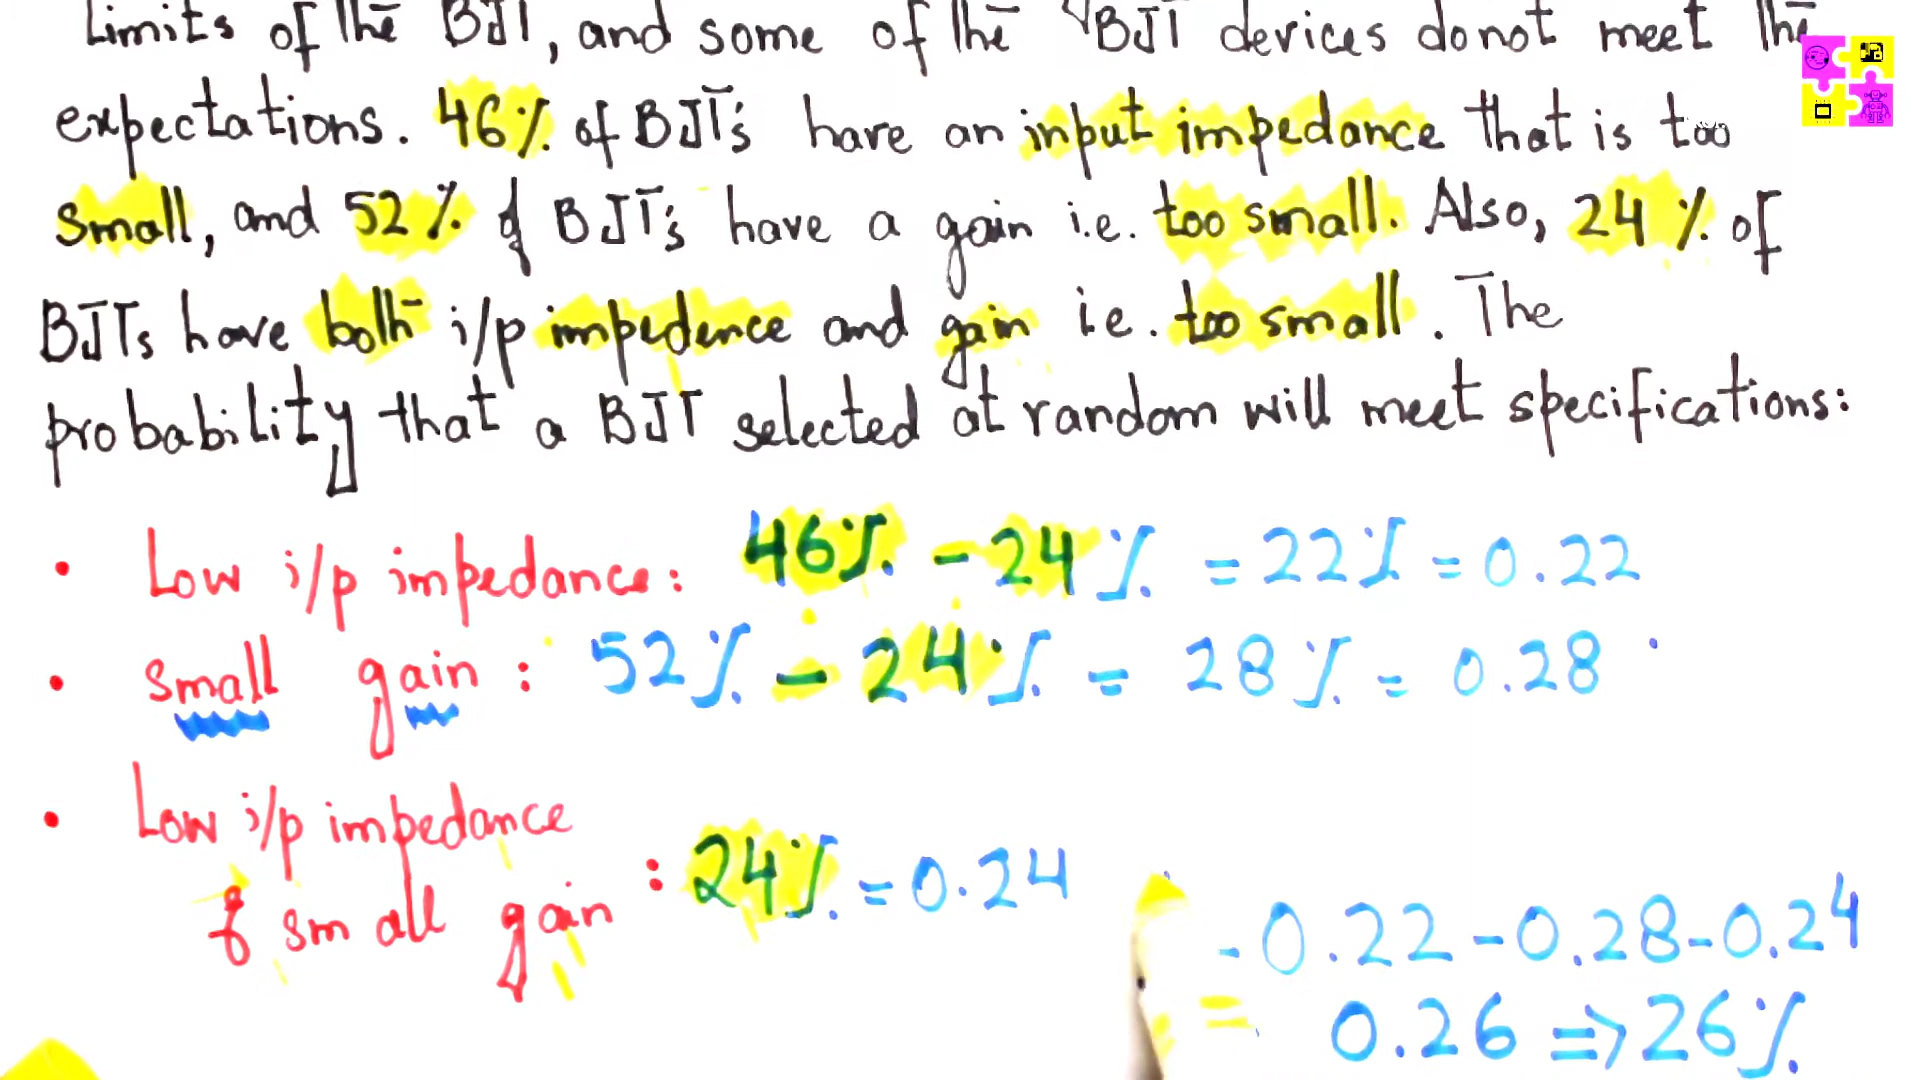 Limits of the BJT, and some of the BJT devices donot meet the
expectations. 46% of BJT's have an input impedance that is too
small, and 52% of BJT's have a gain i.e. too small. Also, 24% of
BJTs have both i/p impedence and gain i.e. too small. The
probability that a BJT selected at random will meet specifications:
• Low i/p impedance: 46% - 24% = 22% = 0.22
• small gain: 52% - 24% = 28% = 0.28
• Low i/p impedance
& small gain : 24% = 0.24
- 0.22 - 0.28 - 0.24
= 0.26 => 26%